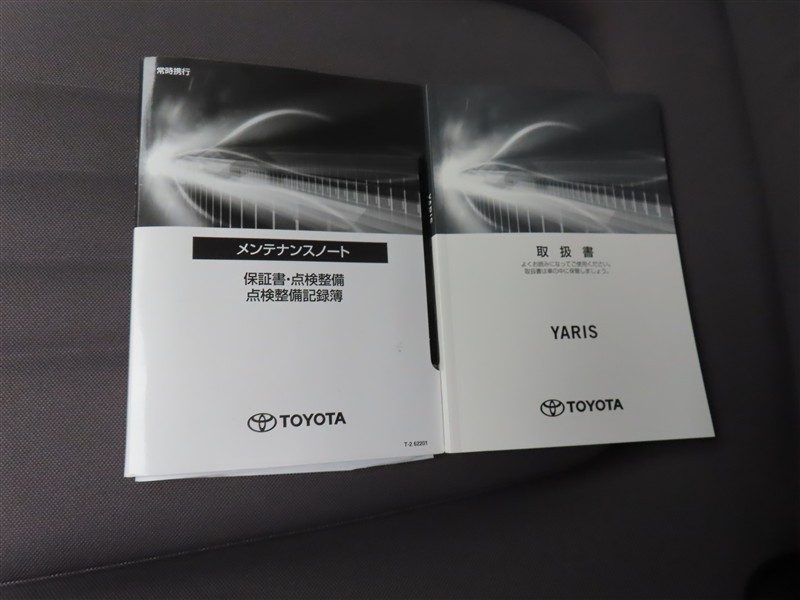 常時携行
メンテナンスノート
保証書・点検整備
点検整備記録簿
TOYOTA
T-2 62201
取扱書
よくお読みになってご使用ください。
取扱書は車の中に保管しましょう。
YARIS
TOYOTA